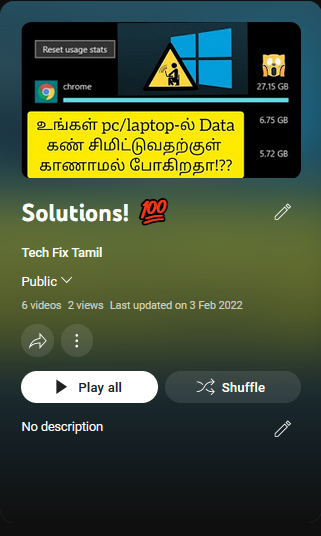 Reset usage stats
chrome
27.15 GB
6.75 GB
5.72 GB
உங்கள் pc/laptop-ல் Data
கண் சிமிட்டுவதற்குள்
காணாமல் போகிறதா!??
Solutions! 💯
Tech Fix Tamil
Public
6 videos 2 views Last updated on 3 Feb 2022
Play all
Shuffle
No description